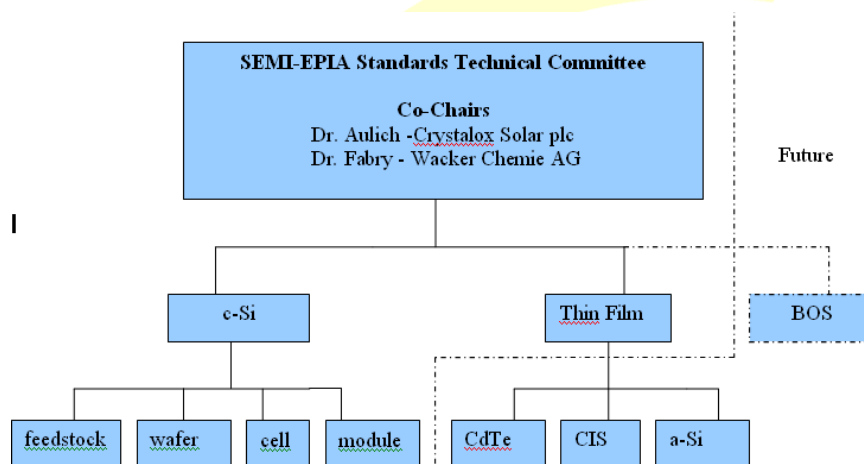 SEMI-EPIA Standards Technical Committee
Co-Chairs
Dr. Aulich -Crystalox Solar plc
Dr. Fabry - Wacker Chemie AG
Future
c-Si
Thin Film
BOS
feedstock
wafer
cell
module
CdTe
CIS
a-Si